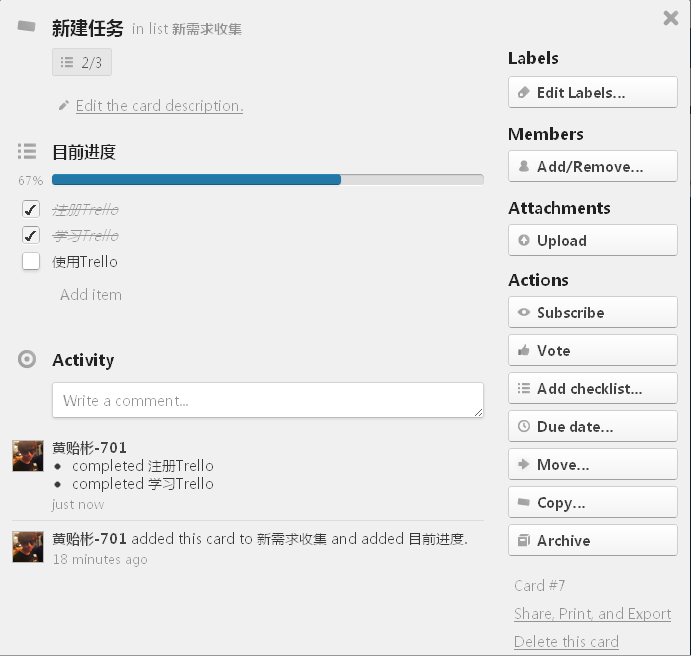 新建任务 in list 新需求收集
2/3
Edit the card description.
目前进度
67%
注册Trello
学习Trello
使用Trello
Add item
Activity
Write a comment...
黄贻彬-701
completed 注册Trello
completed 学习Trello
just now
黄贻彬-701 added this card to 新需求收集 and added 目前进度.
18 minutes ago
Labels
Edit Labels...
Members
Add/Remove...
Attachments
Upload
Actions
Subscribe
Vote
Add checklist...
Due date...
Move...
Copy...
Archive
Card #7
Share, Print, and Export
Delete this card